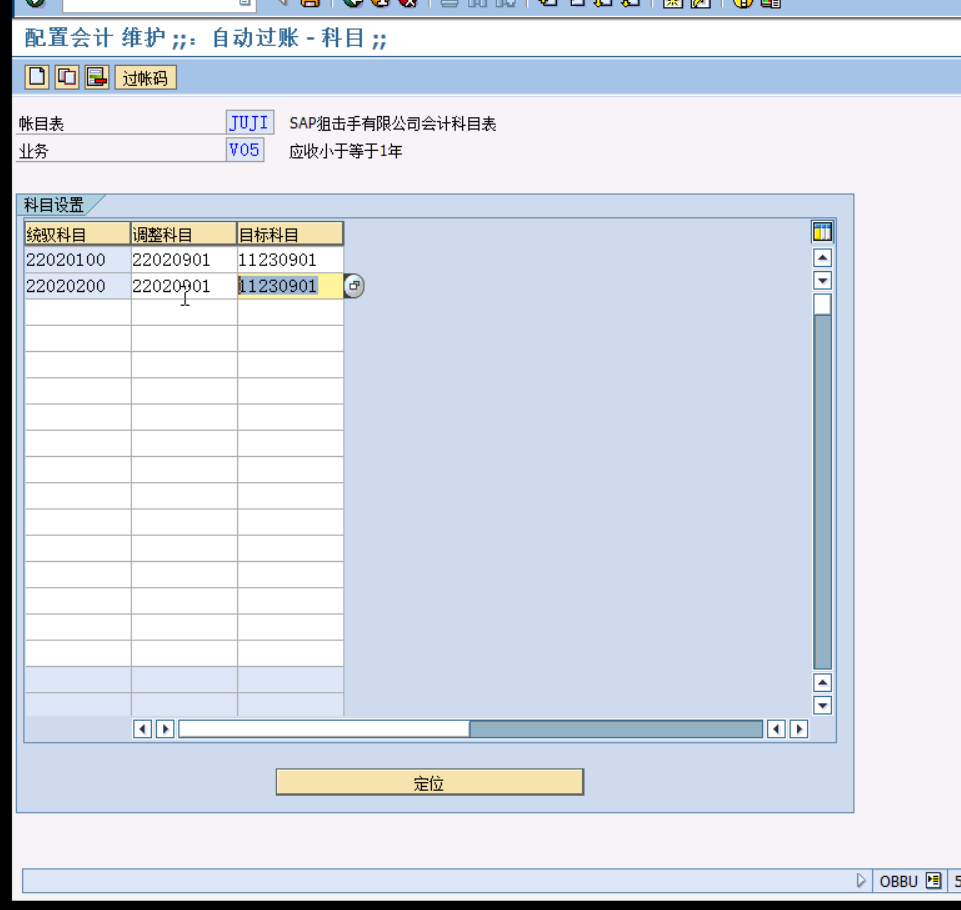 配置会计 维护 ;;: 自动过账 - 科目 ;;
过帐码
帐目表 JUJI SAP狙击手有限公司会计科目表
业务 V05 应收小于等于1年
科目设置
统驭科目 调整科目 目标科目
22020100 22020901 11230901
22020200 22020901 11230901
定位
OBBU 5